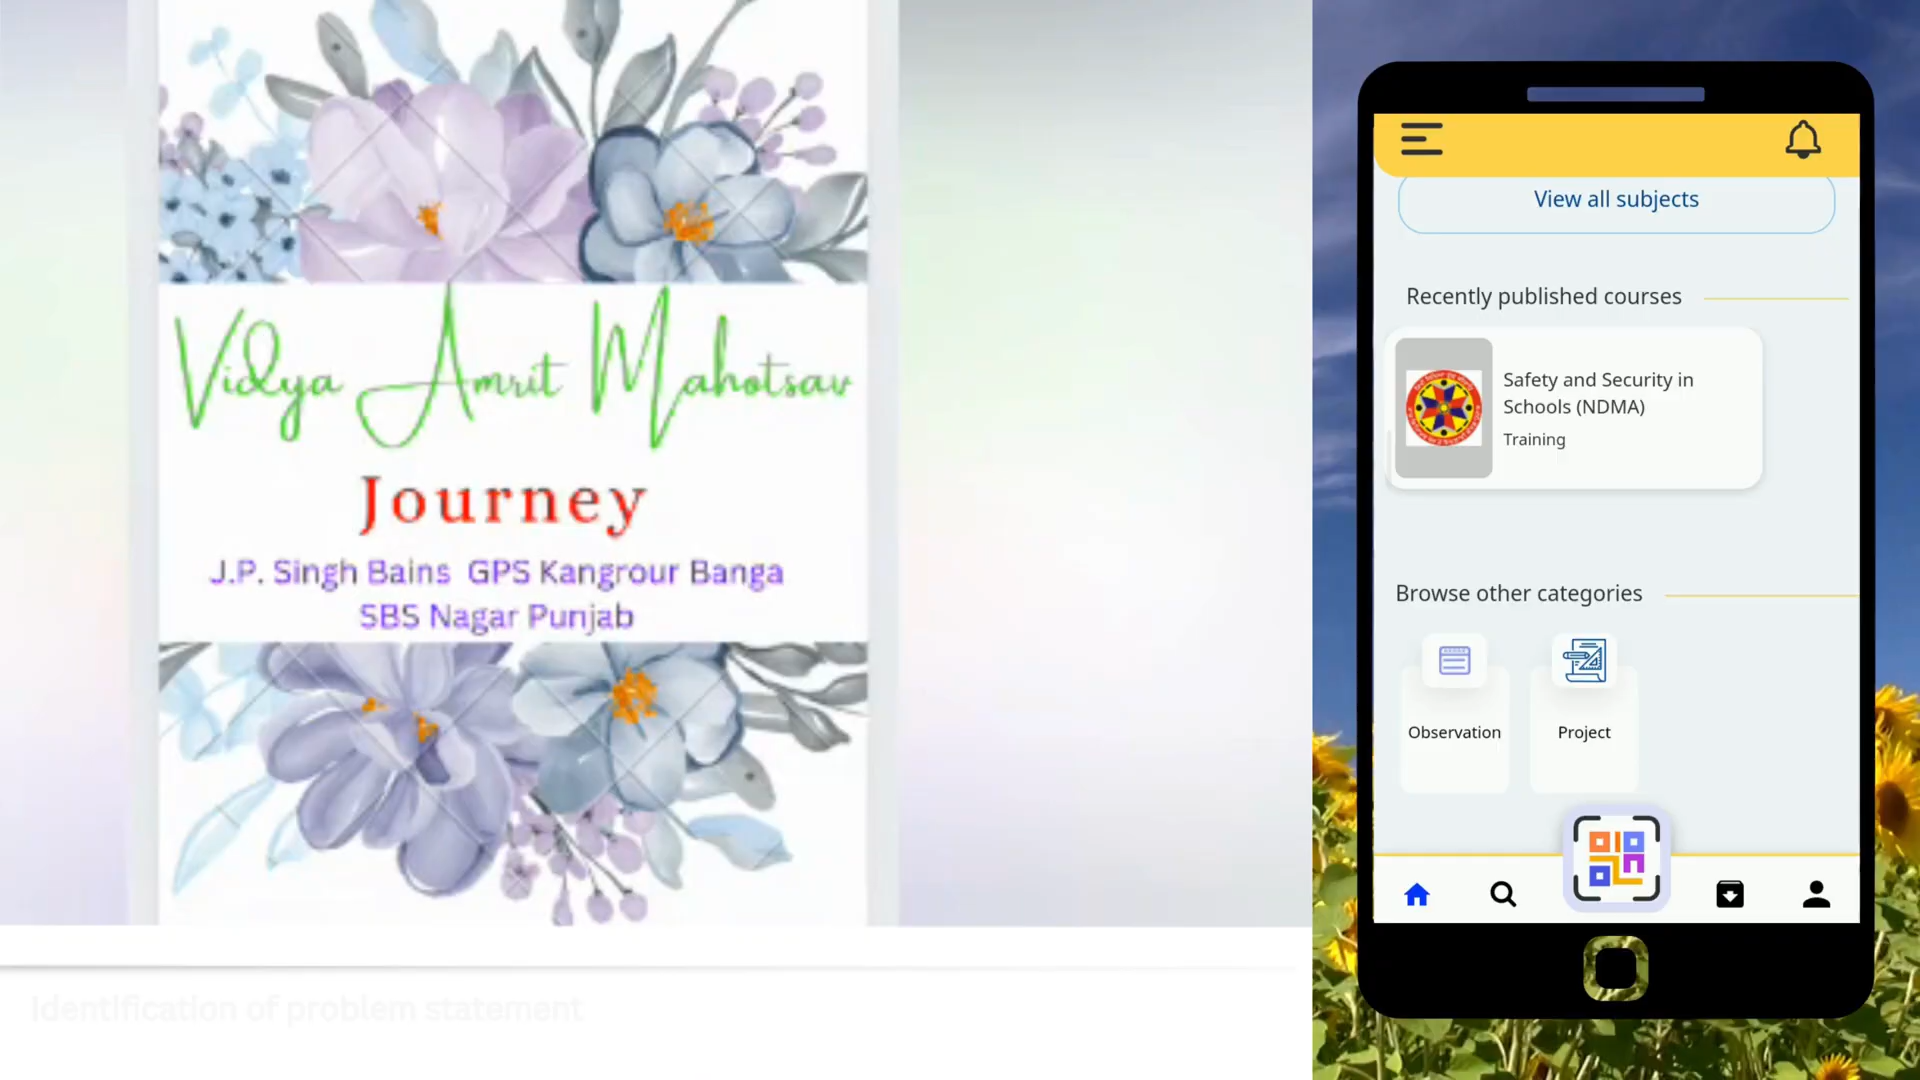 Vidya Amrit Mahotsav
Journey
J.P. Singh Bains GPS Kangrour Banga
SBS Nagar Punjab
Identification of problem statement
View all subjects
Recently published courses
Safety and Security in
Schools (NDMA)
Training
Browse other categories
Observation
Project